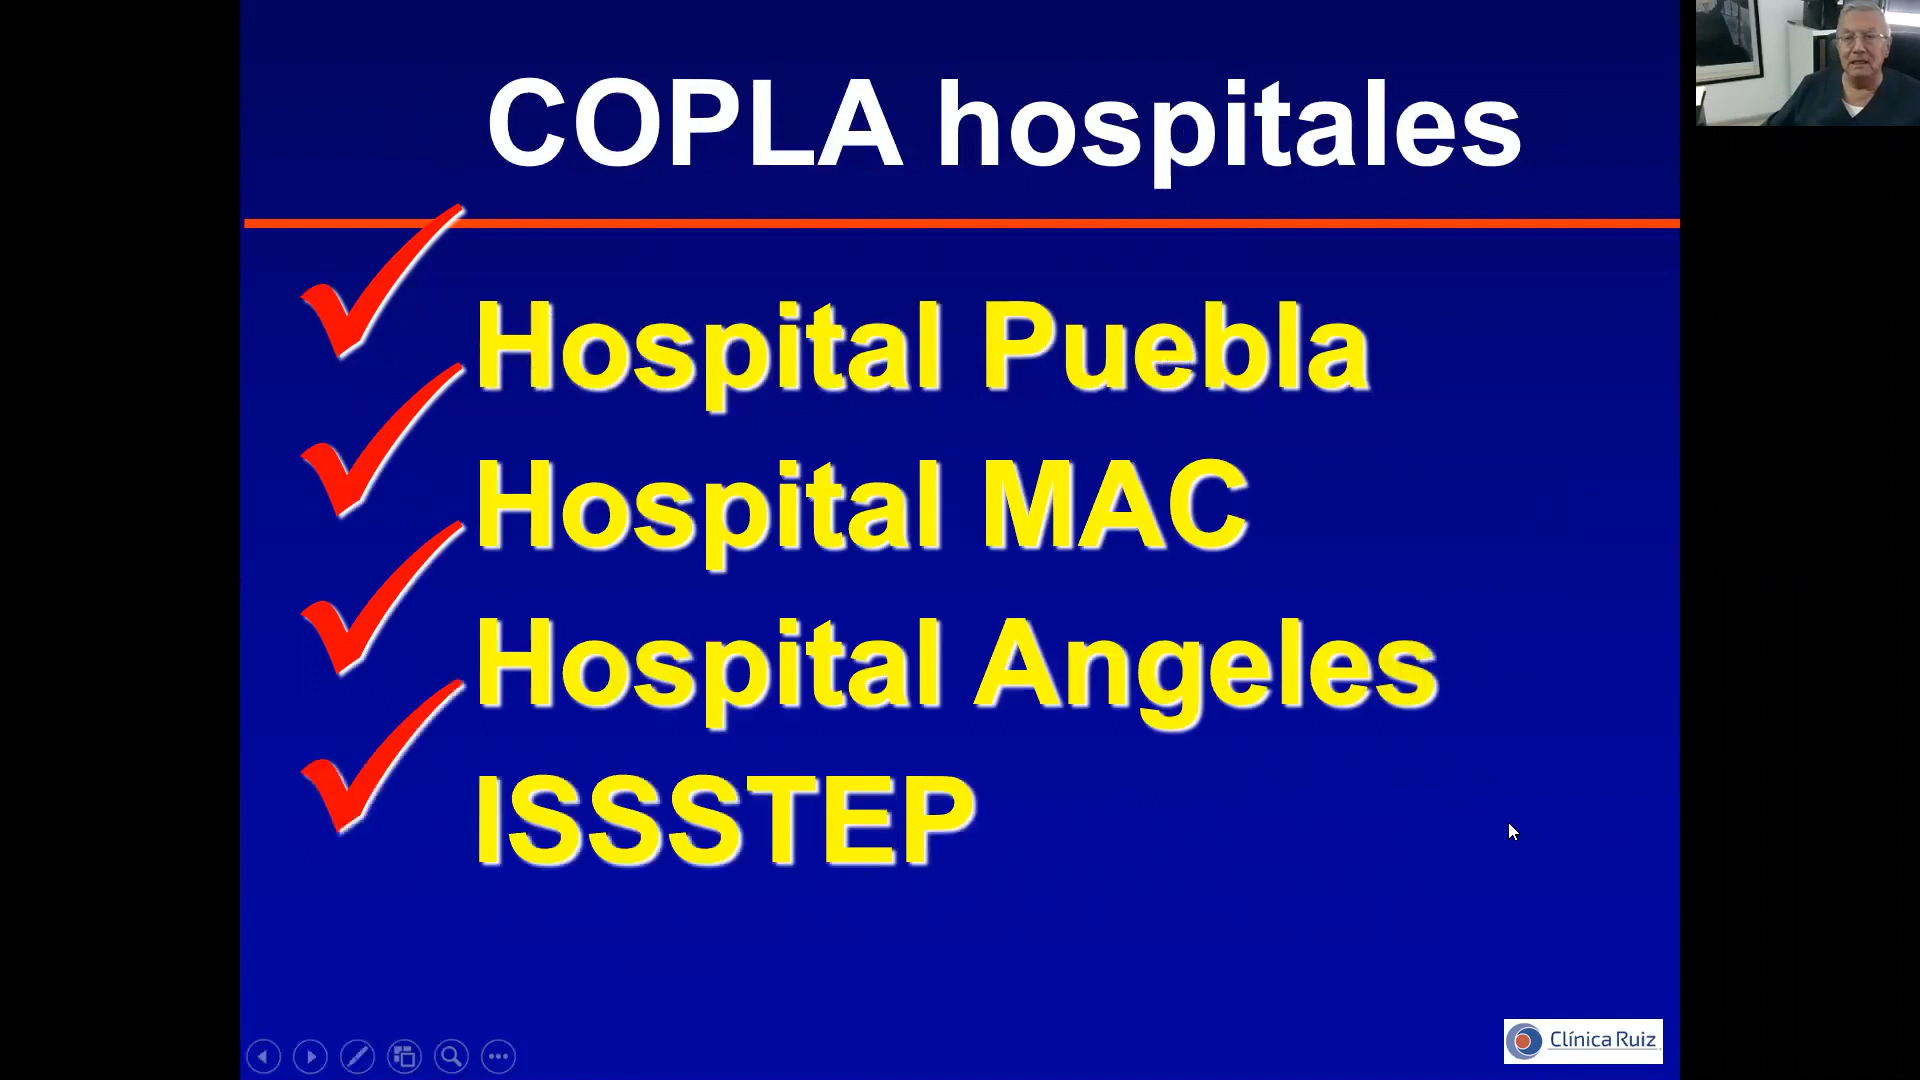 COPLA hospitales
Hospital Puebla
Hospital MAC
Hospital Angeles
ISSSTEP
Clínica Ruiz